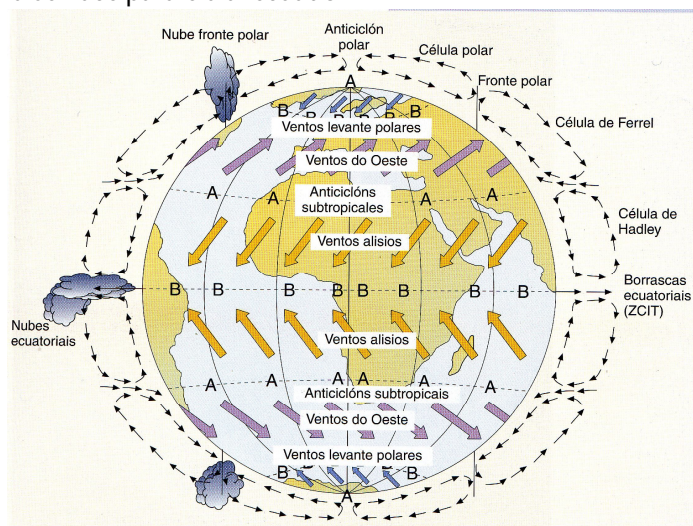 Nube fronte polar
Anticiclón
polar
Célula polar
Fronte polar
Célula de Ferrel
A
B B B B B B
Ventos levante polares
Ventos do Oeste
A A A A
Anticiclóns
subtropicales
Célula de
Hadley
Ventos alisios
B B B B B B B B
Borrascas
ecuatoriais
(ZCIT)
Nubes
ecuatoriais
Ventos alisios
A A A A A A
Anticiclóns subtropicais
Ventos do Oeste
Ventos levante polares
B B
A